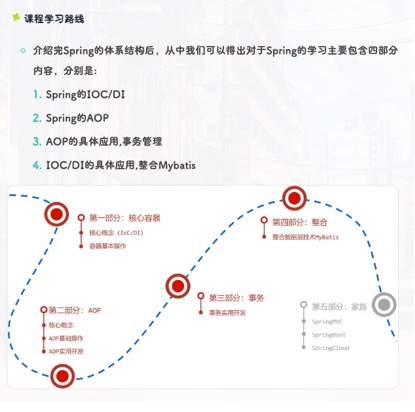 课程学习路线
介绍完Spring的体系结构后，从中我们可以得出对于Spring的学习主要包含四部分
内容，分别是:
1. Spring的IOC/DI
2. Spring的AOP
3. AOP的具体应用,事务管理
4. IOC/DI的具体应用,整合Mybatis
第一部分：核心容器
核心概念 (IoC/DI)
容器基本操作
第二部分：AOP
核心概念
AOP基础操作
AOP实用开发
第三部分：事务
事务实用开发
第四部分：整合
整合数据层技术MyBatis
第五部分：家族
SpringMVC
SpringBoot
SpringCloud